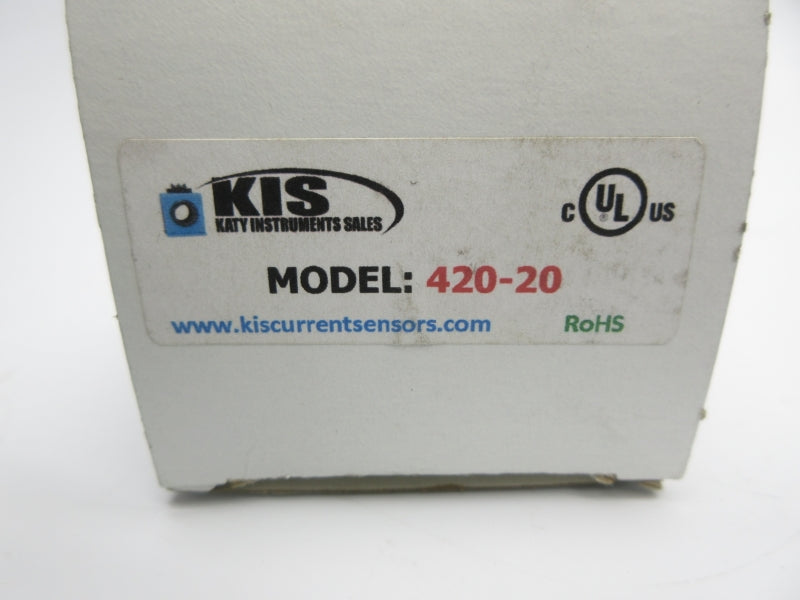 KIS
KATY INSTRUMENTS SALES
C UL® US
MODEL: 420-20
www.kiscurrentsensors.com
RoHS